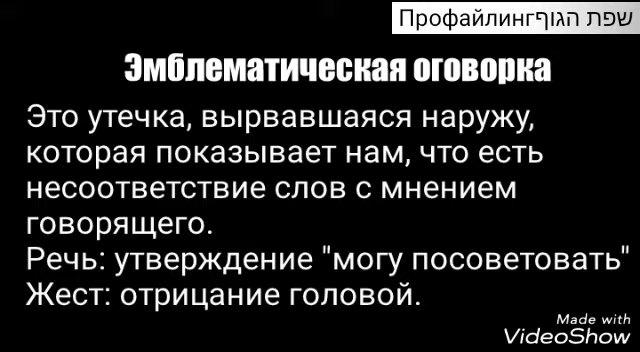 Профайлингשפת הגוף
Эмблематическая оговорка
Это утечка, вырвавшаяся наружу,
которая показывает нам, что есть
несоответствие слов с мнением
говорящего.
Речь: утверждение "могу посоветовать"
Жест: отрицание головой.
Made with
VideoShow